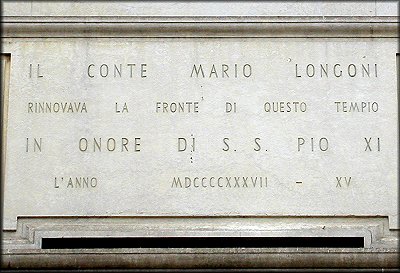 IL CONTE MARIO LONGONI
RINNOVAVA LA FRONTE DI QUESTO TEMPIO
IN ONORE DI S. S. PIO XI
L'ANNO MDCCCCXXXVII – XV